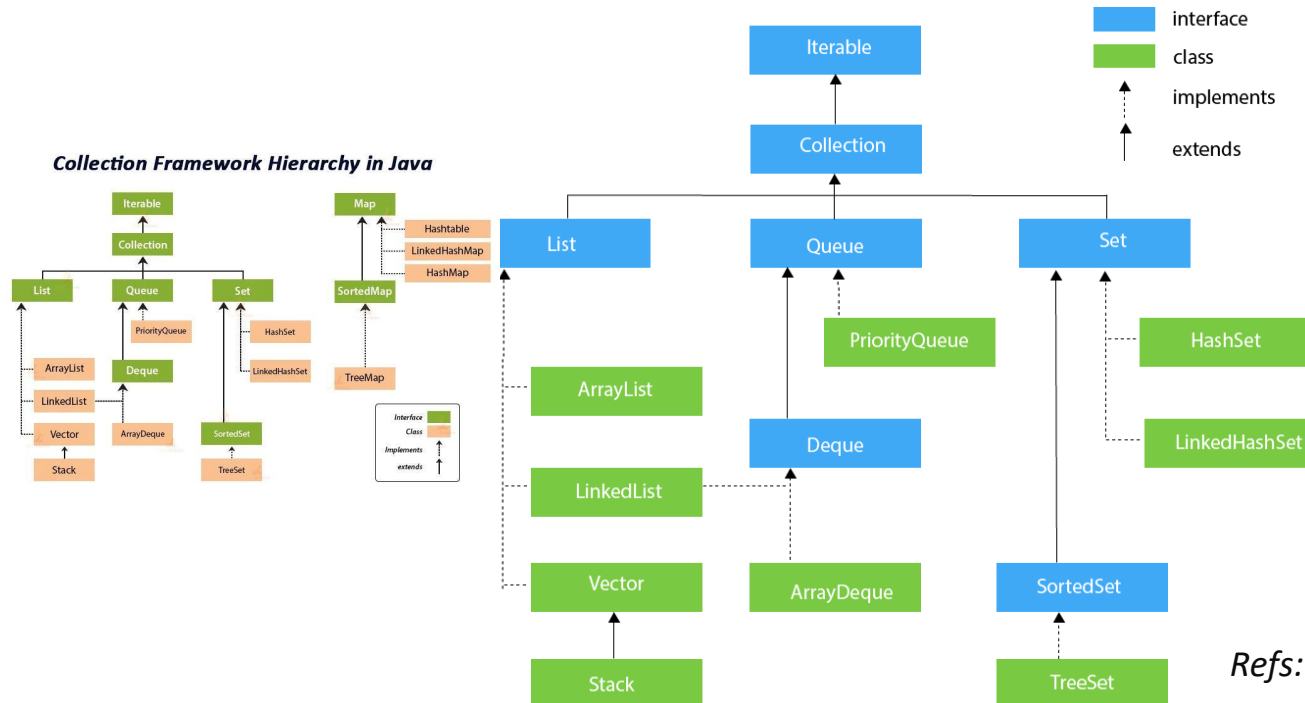 Collection Framework Hierarchy in Java
Iterable
Collection
List
Queue
Set
PriorityQueue
HashSet
ArrayList
Deque
LinkedHashSet
LinkedList
Vector
ArrayDeque
SortedSet
Stack
TreeSet
Map
Hashtable
LinkedHashMap
HashMap
SortedMap
TreeMap
Interface
Class
Implements
extends
Iterable
Collection
List
Queue
Set
PriorityQueue
HashSet
ArrayList
Deque
LinkedHashSet
LinkedList
Vector
ArrayDeque
SortedSet
Stack
TreeSet
interface
class
implements
extends
Refs: